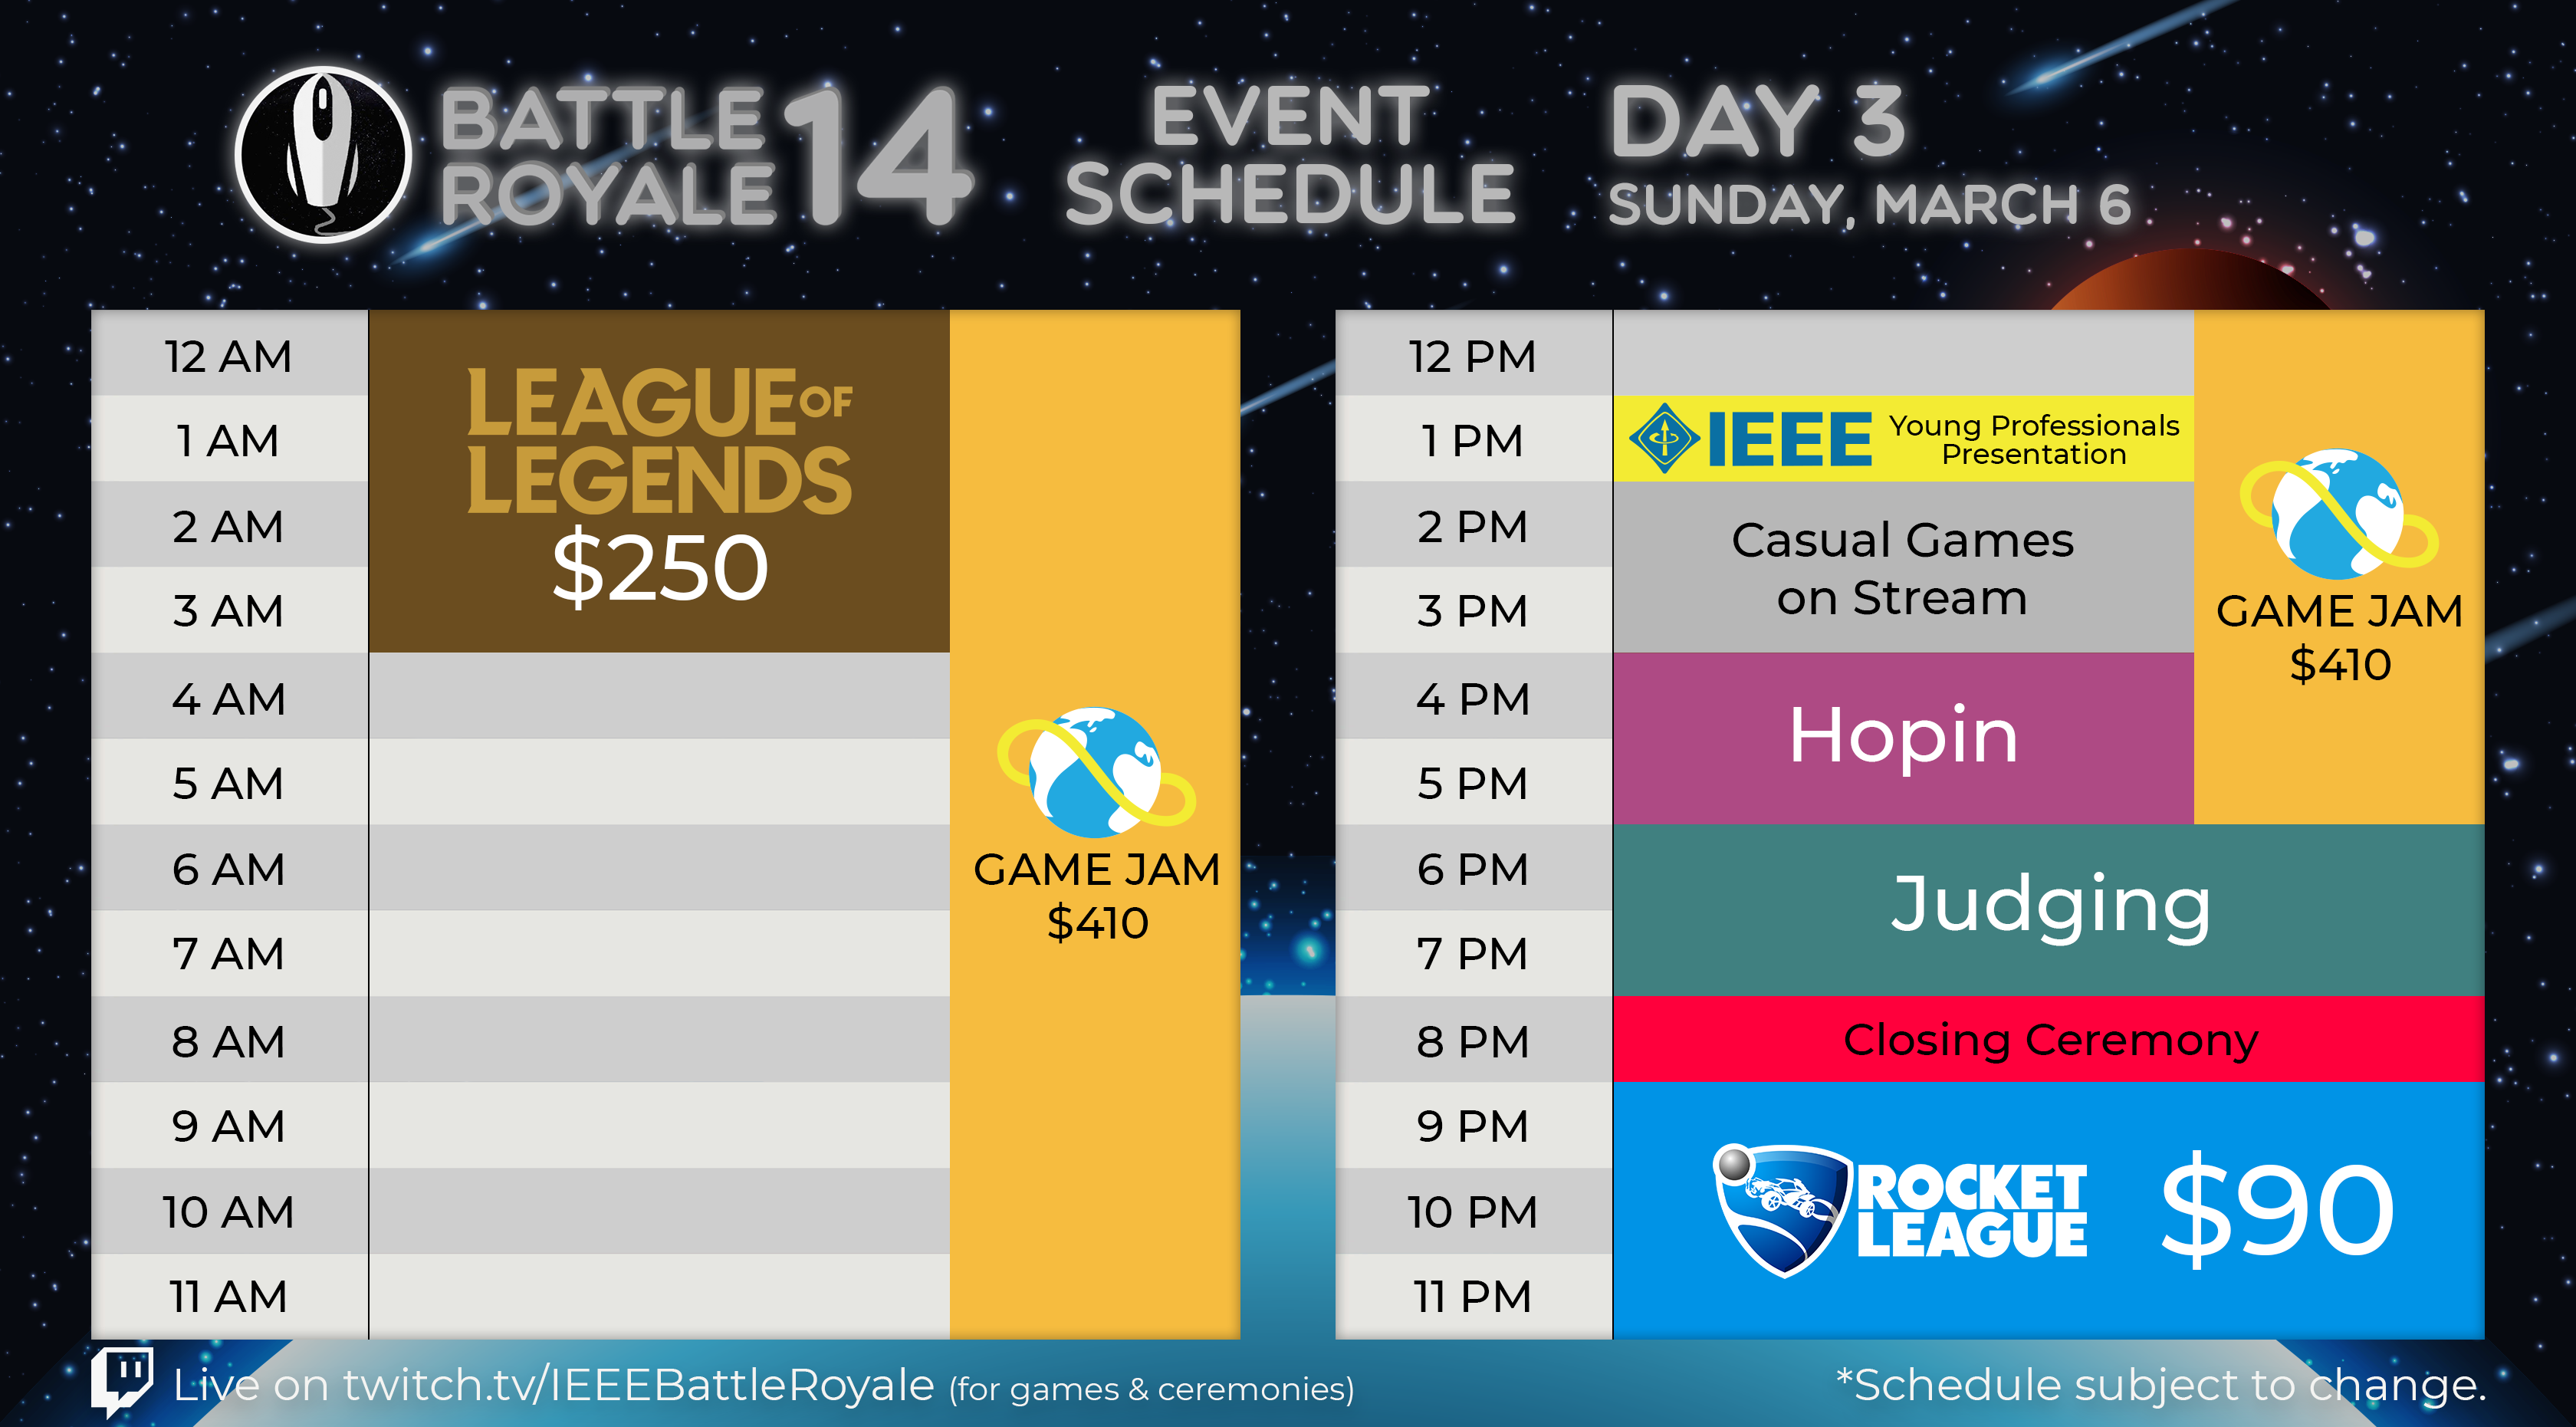 BATTLE
ROYALE 14
EVENT
SCHEDULE
DAY 3
SUNDAY, MARCH 6
12 AM
1 AM
2 AM
3 AM
4 AM
5 AM
6 AM
7 AM
8 AM
9 AM
10 AM
11 AM
LEAGUE OF
LEGENDS
$250
GAME JAM
$410
12 PM
1 PM
2 PM
3 PM
4 PM
5 PM
6 PM
7 PM
8 PM
9 PM
10 PM
11 PM
IEEE Young Professionals
Presentation
Casual Games
on Stream
Hopin
GAME JAM
$410
Judging
Closing Ceremony
ROCKET
LEAGUE
$90
Live on twitch.tv/IEEEBattleRoyale (for games & ceremonies)
*Schedule subject to change.